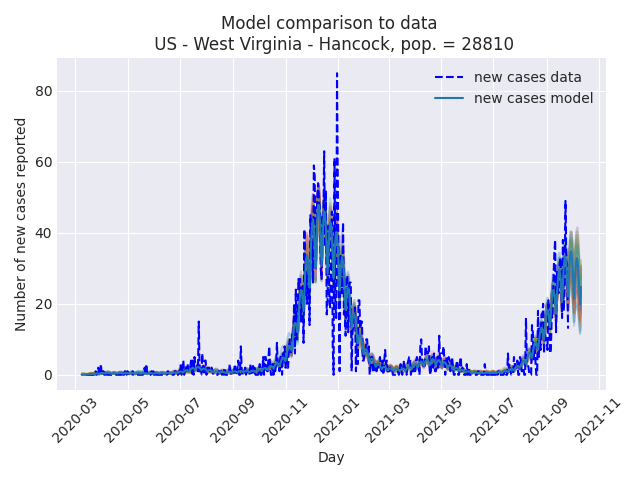 Model comparison to data
US - West Virginia - Hancock, pop. = 28810
new cases data
new cases model
Number of new cases reported
80
60
40
20
0
2020-03
2020-05
2020-07
2020-09
2020-11
2021-01
2021-03
2021-05
2021-07
2021-09
2021-11
Day